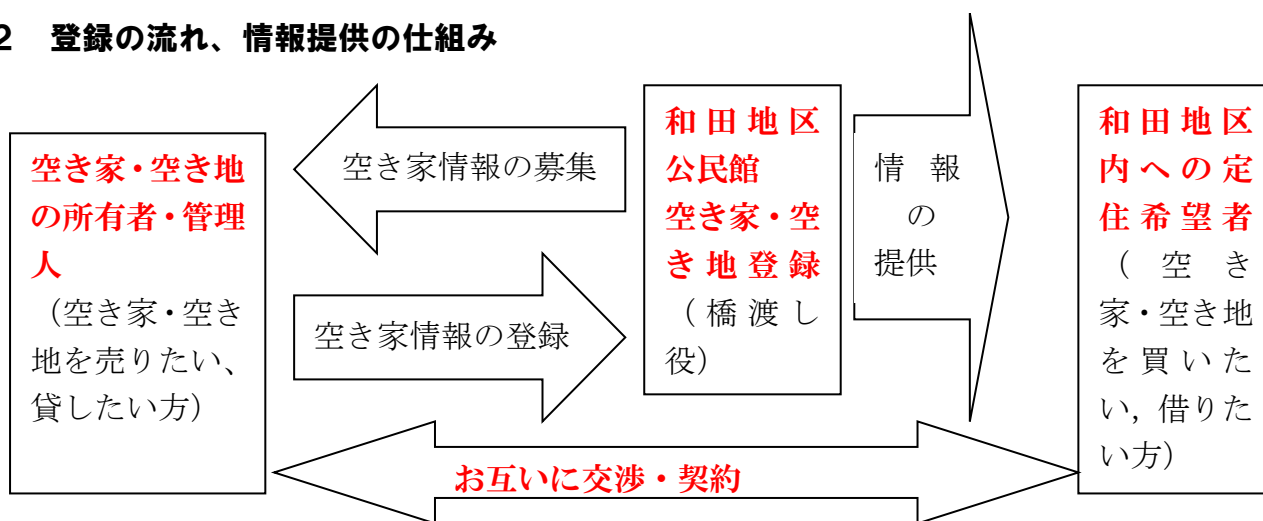 2 登録の流れ、情報提供の仕組み
空き家・空き地
の所有者・管理
人
（空き家・空き
地を売りたい、
貸したい方）
空き家情報の募集
空き家情報の登録
和田地区
公民館
空き家・空
き地登録
（橋渡し
役）
情報
の
提供
和田地区
内への定
住希望者
（空き
家・空き地
を買いた
い，借りた
い方）
お互いに交渉・契約